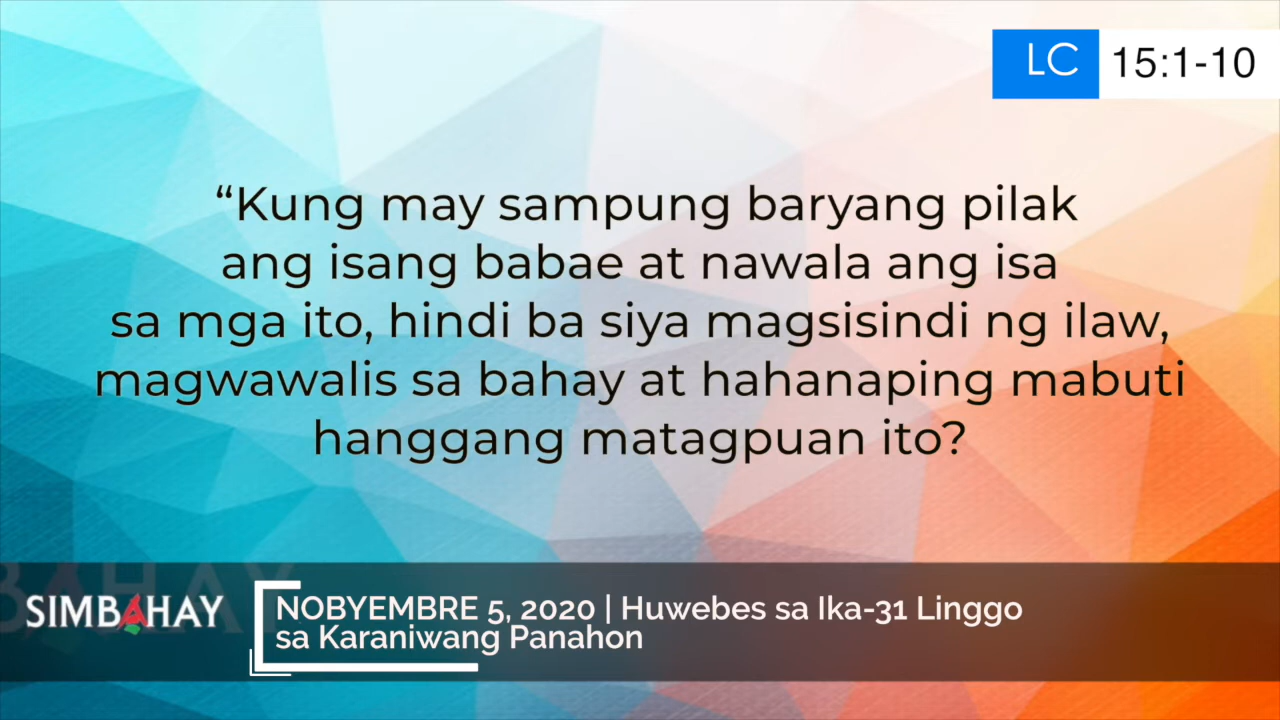 LC 15:1-10
“Kung may sampung baryang pilak
ang isang babae at nawala ang isa
sa mga ito, hindi ba siya magsisindi ng ilaw,
magwawalis sa bahay at hahanaping mabuti
hanggang matagpuan ito?
SIMBAHAY
NOBYEMBRE 5, 2020 | Huwebes sa Ika-31 Linggo
sa Karaniwang Panahon